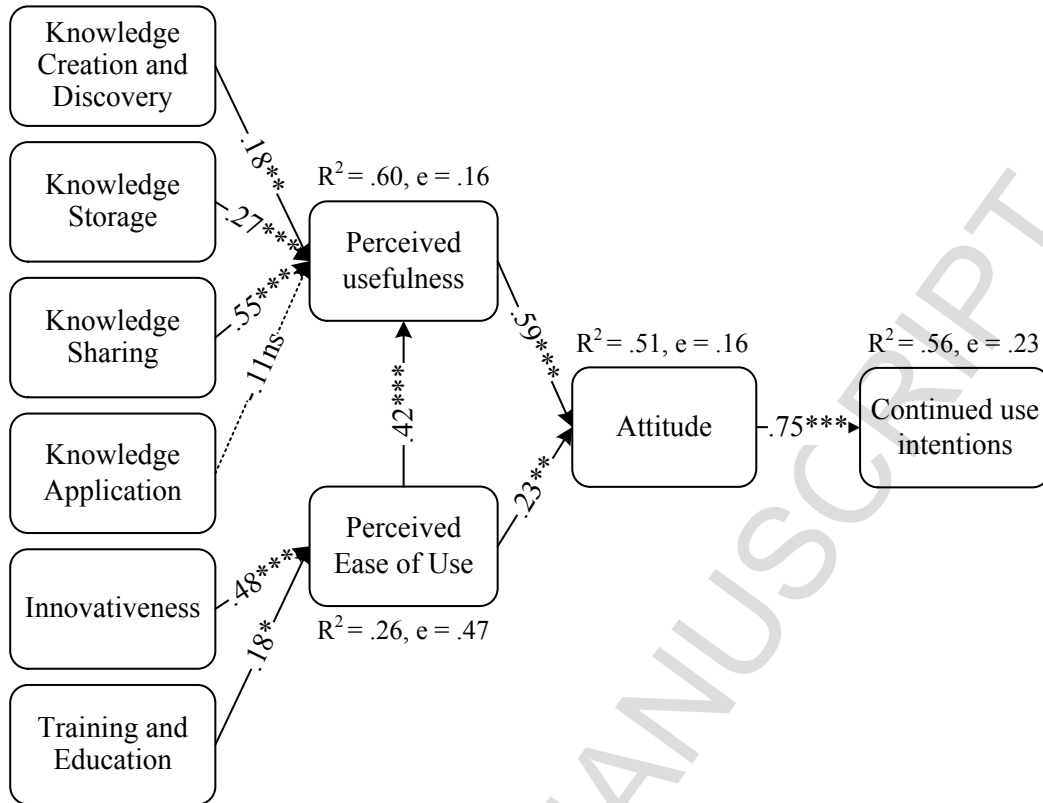 Knowledge
Creation and
Discovery
Knowledge
Storage
Knowledge
Sharing
Knowledge
Application
Innovativeness
Training and
Education
.18**
.27***
.55***
.11ns
.48***
.18*
R² = .60, e = .16
Perceived
usefulness
.42***
Perceived
Ease of Use
R² = .26, e = .47
.59***
.23**
R² = .51, e = .16
Attitude
.75***
R² = .56, e = .23
Continued use
intentions
ANUSCRIPT